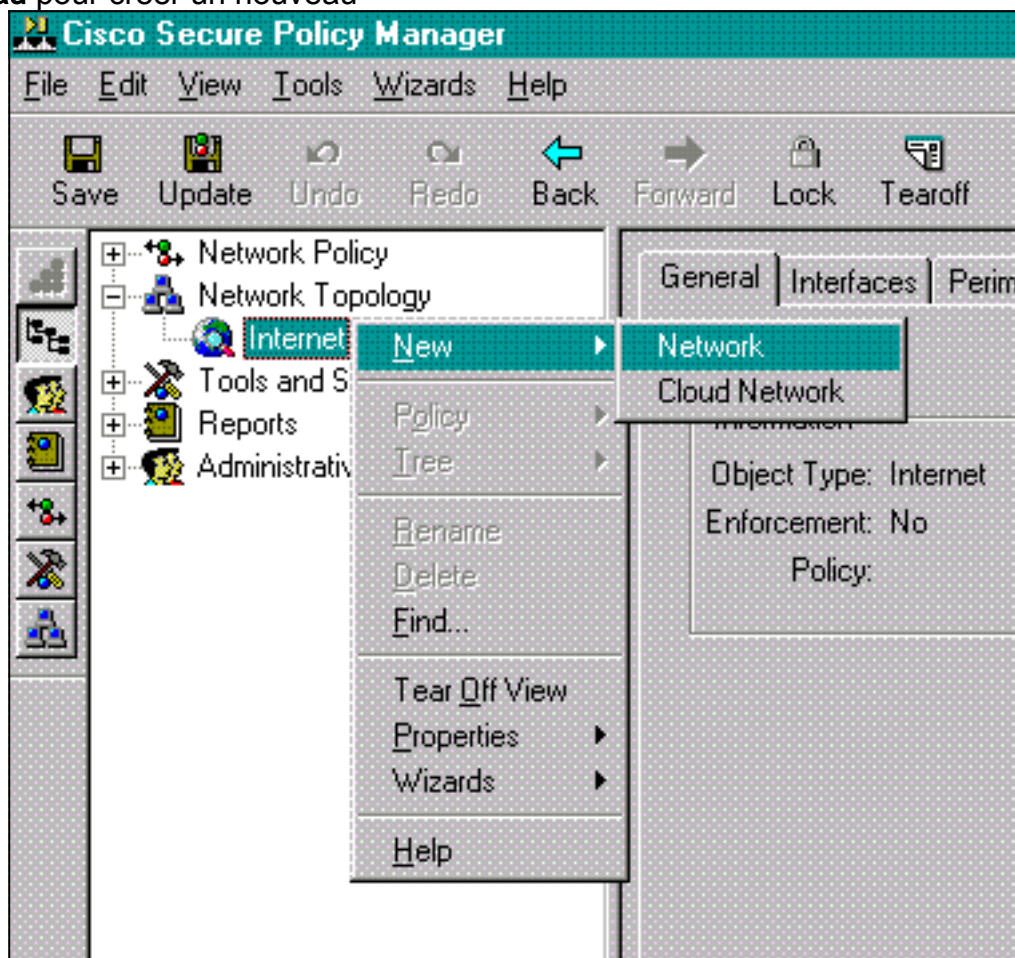 au pour créer un nouveau
Cisco Secure Policy Manager
File Edit View Tools Wizards Help
Save Update Undo Redo Back Forward Lock Tearoff
Network Policy
Network Topology
Internet
Tools and S
Reports
Administrativ
New
Policy
Tree
Rename
Delete
Find...
Tear Off View
Properties
Wizards
Help
Network
Cloud Network
General Interfaces Perim
Information
Object Type: Internet
Enforcement: No
Policy: